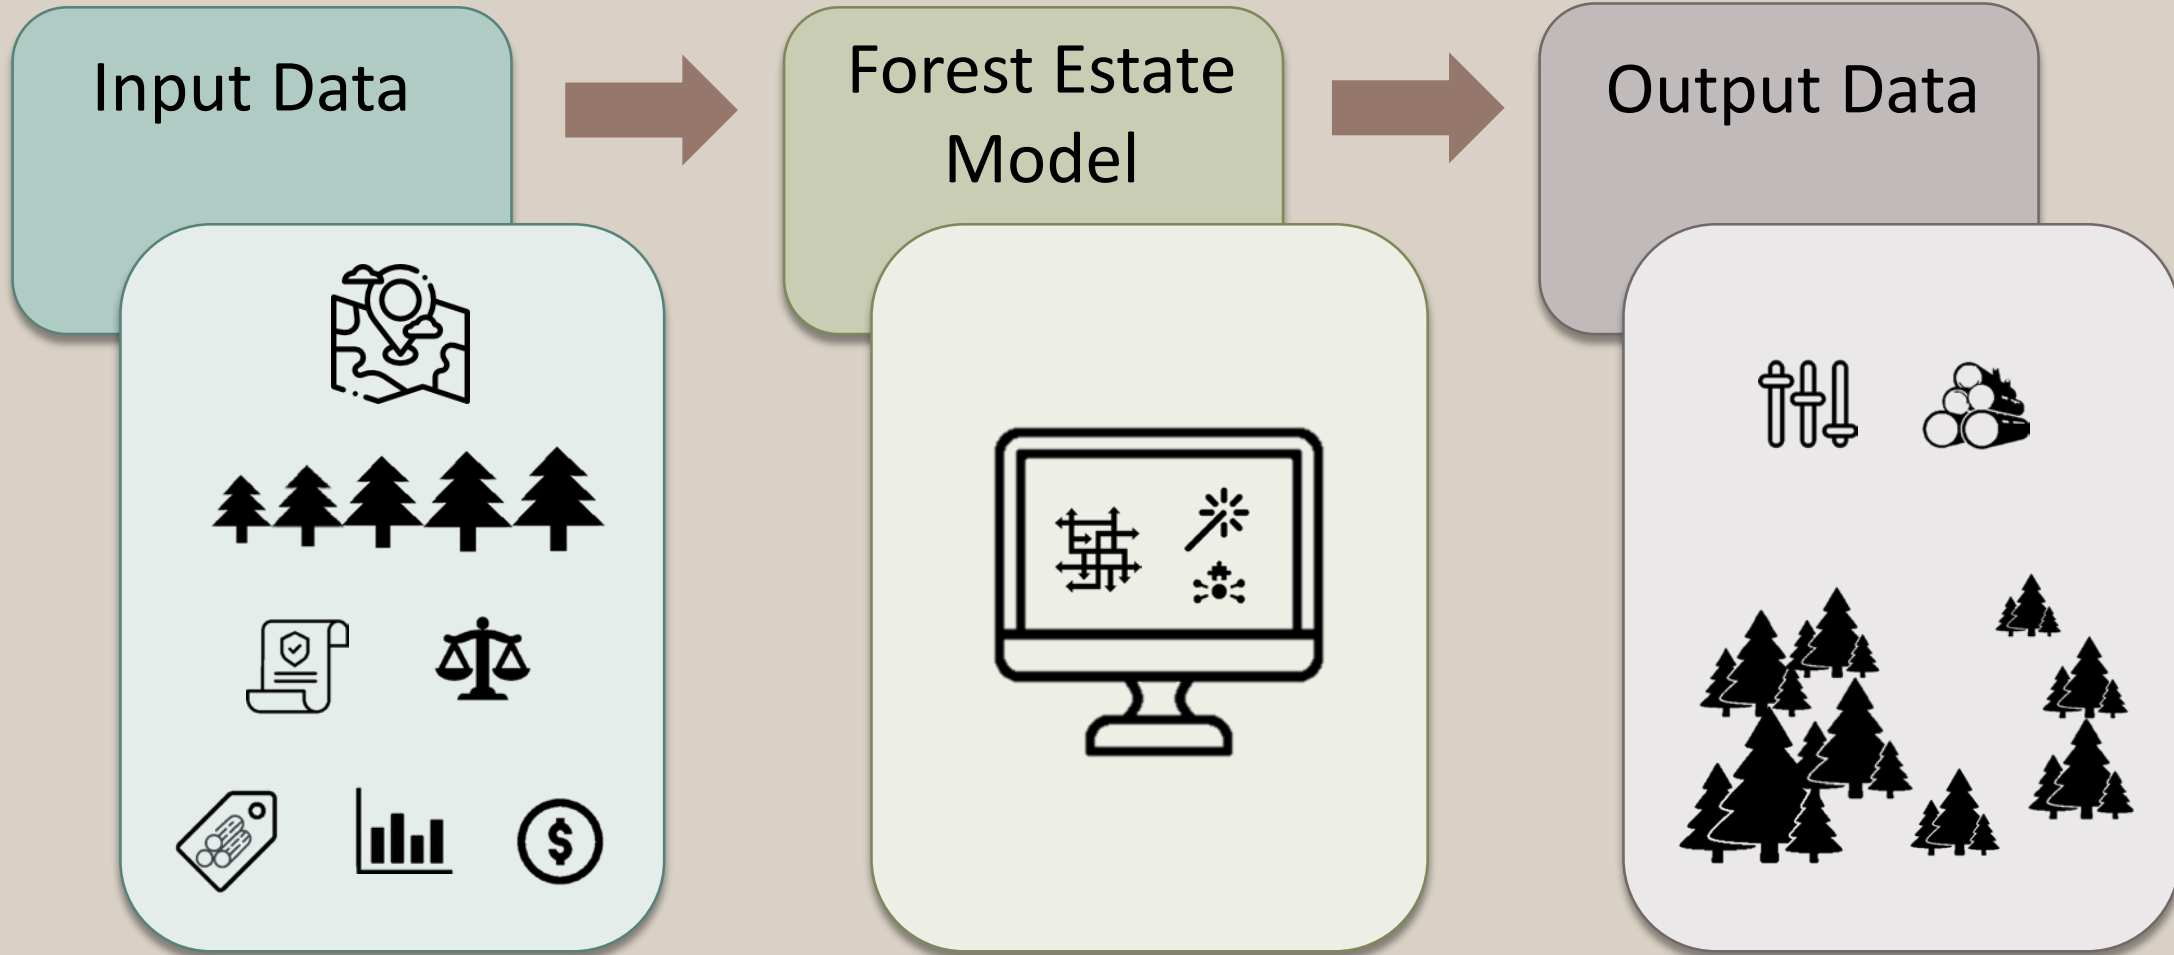 Input Data
Forest Estate
Model
Output Data
$